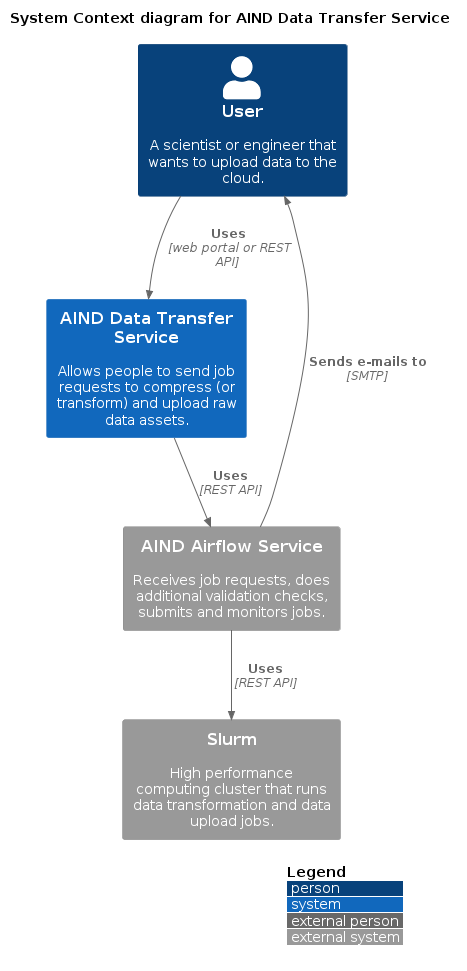 System Context diagram for AIND Data Transfer Service
User
A scientist or engineer that
wants to upload data to the
cloud.
Uses
[web portal or REST
API]
AIND Data Transfer
Service
Allows people to send job
requests to compress (or
transform) and upload raw
data assets.
Sends e-mails to
[SMTP]
Uses
[REST API]
AIND Airflow Service
Receives job requests, does
additional validation checks,
submits and monitors jobs.
Uses
[REST API]
Slurm
High performance
computing cluster that runs
data transformation and data
upload jobs.
Legend
person
system
external person
external system